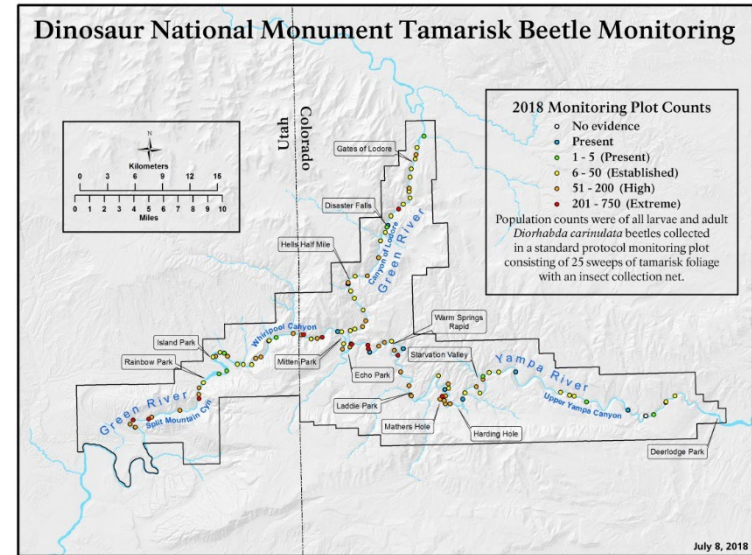 Dinosaur National Monument Tamarisk Beetle Monitoring
N
Kilometers
0 3 6 9 12 15
0 1 2 3 4 5 6 7 8 9 10
Miles
Utah
Colorado
2018 Monitoring Plot Counts
No evidence
Present
1 - 5 (Present)
6 - 50 (Established)
51 - 200 (High)
201 - 750 (Extreme)
Population counts were of all larvae and adult
Diorhabda carinulata beetles collected
in a standard protocol monitoring plot
consisting of 25 sweeps of tamarisk foliage
with an insect collection net.
Gates of Lodore
Disaster Falls
Canyon of Lodore
Green River
Hells Half Mile
Whirlpool Canyon
Warm Springs
Rapid
Island Park
Mitten Park
Starvation Valley
Yampa River
Rainbow Park
Echo Park
Green River
Split Mountain Cyn
Laddie Park
Upper Yampa Canyon
Mathers Hole
Harding Hole
Deerlodge Park
July 8, 2018